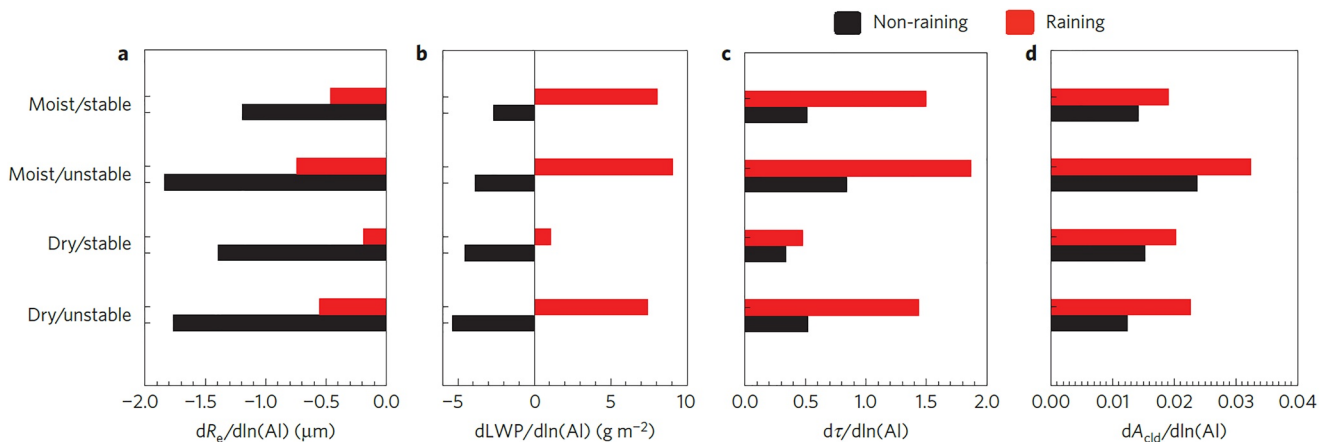 Non-raining Raining
a b c d
Moist/stable
Moist/unstable
Dry/stable
Dry/unstable
−2.0 −1.5 −1.0 −0.5 0.0 −5 0 5 10 0.0 0.5 1.0 1.5 2.0 0.00 0.01 0.02 0.03 0.04
dRe/dln(AI) (μm) dLWP/dln(AI) (g m−2) dτ/dln(AI) dAcld/dln(AI)